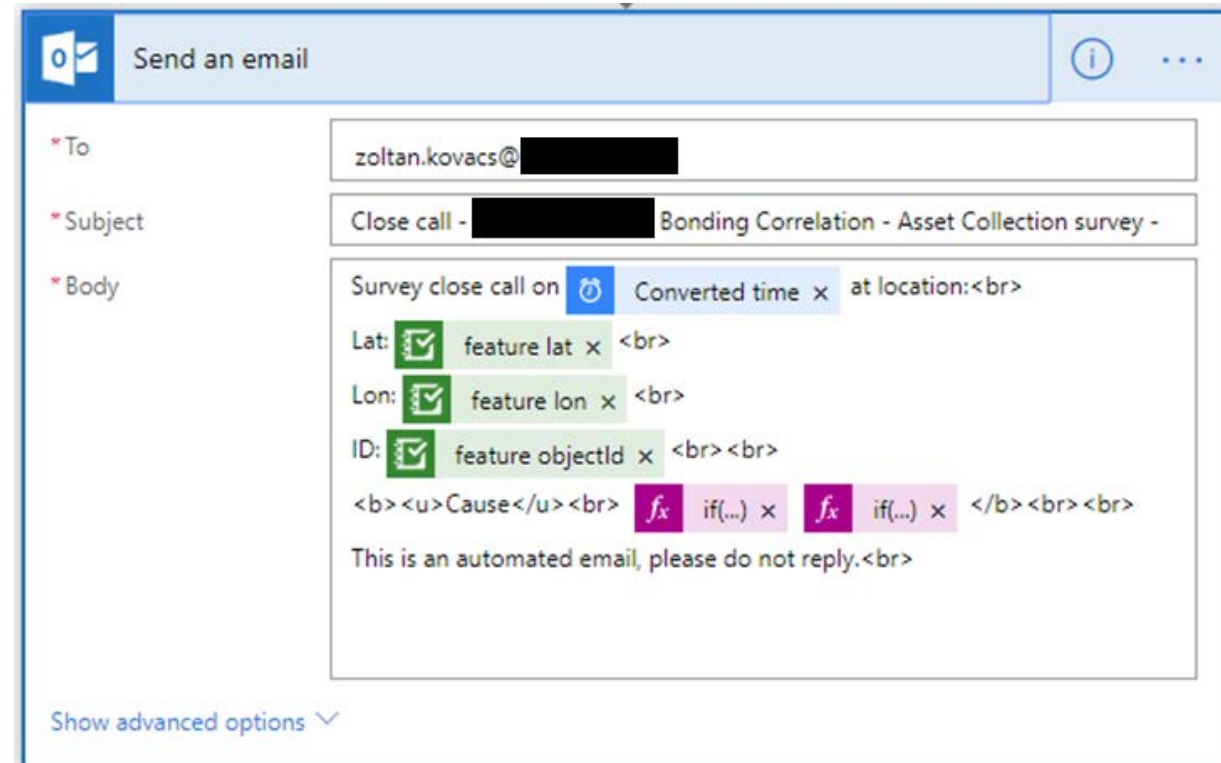 Send an email
*To
zoltan.kovacs@
*Subject
Close call - Bonding Correlation - Asset Collection survey -
*Body
Survey close call on Converted time × at location:<br>
Lat: feature lat × <br>
Lon: feature lon × <br>
ID: feature objectId × <br><br>
<b><u>Cause</u><br> fx if(...) × fx if(...) × </b><br><br>
This is an automated email, please do not reply.<br>
Show advanced options